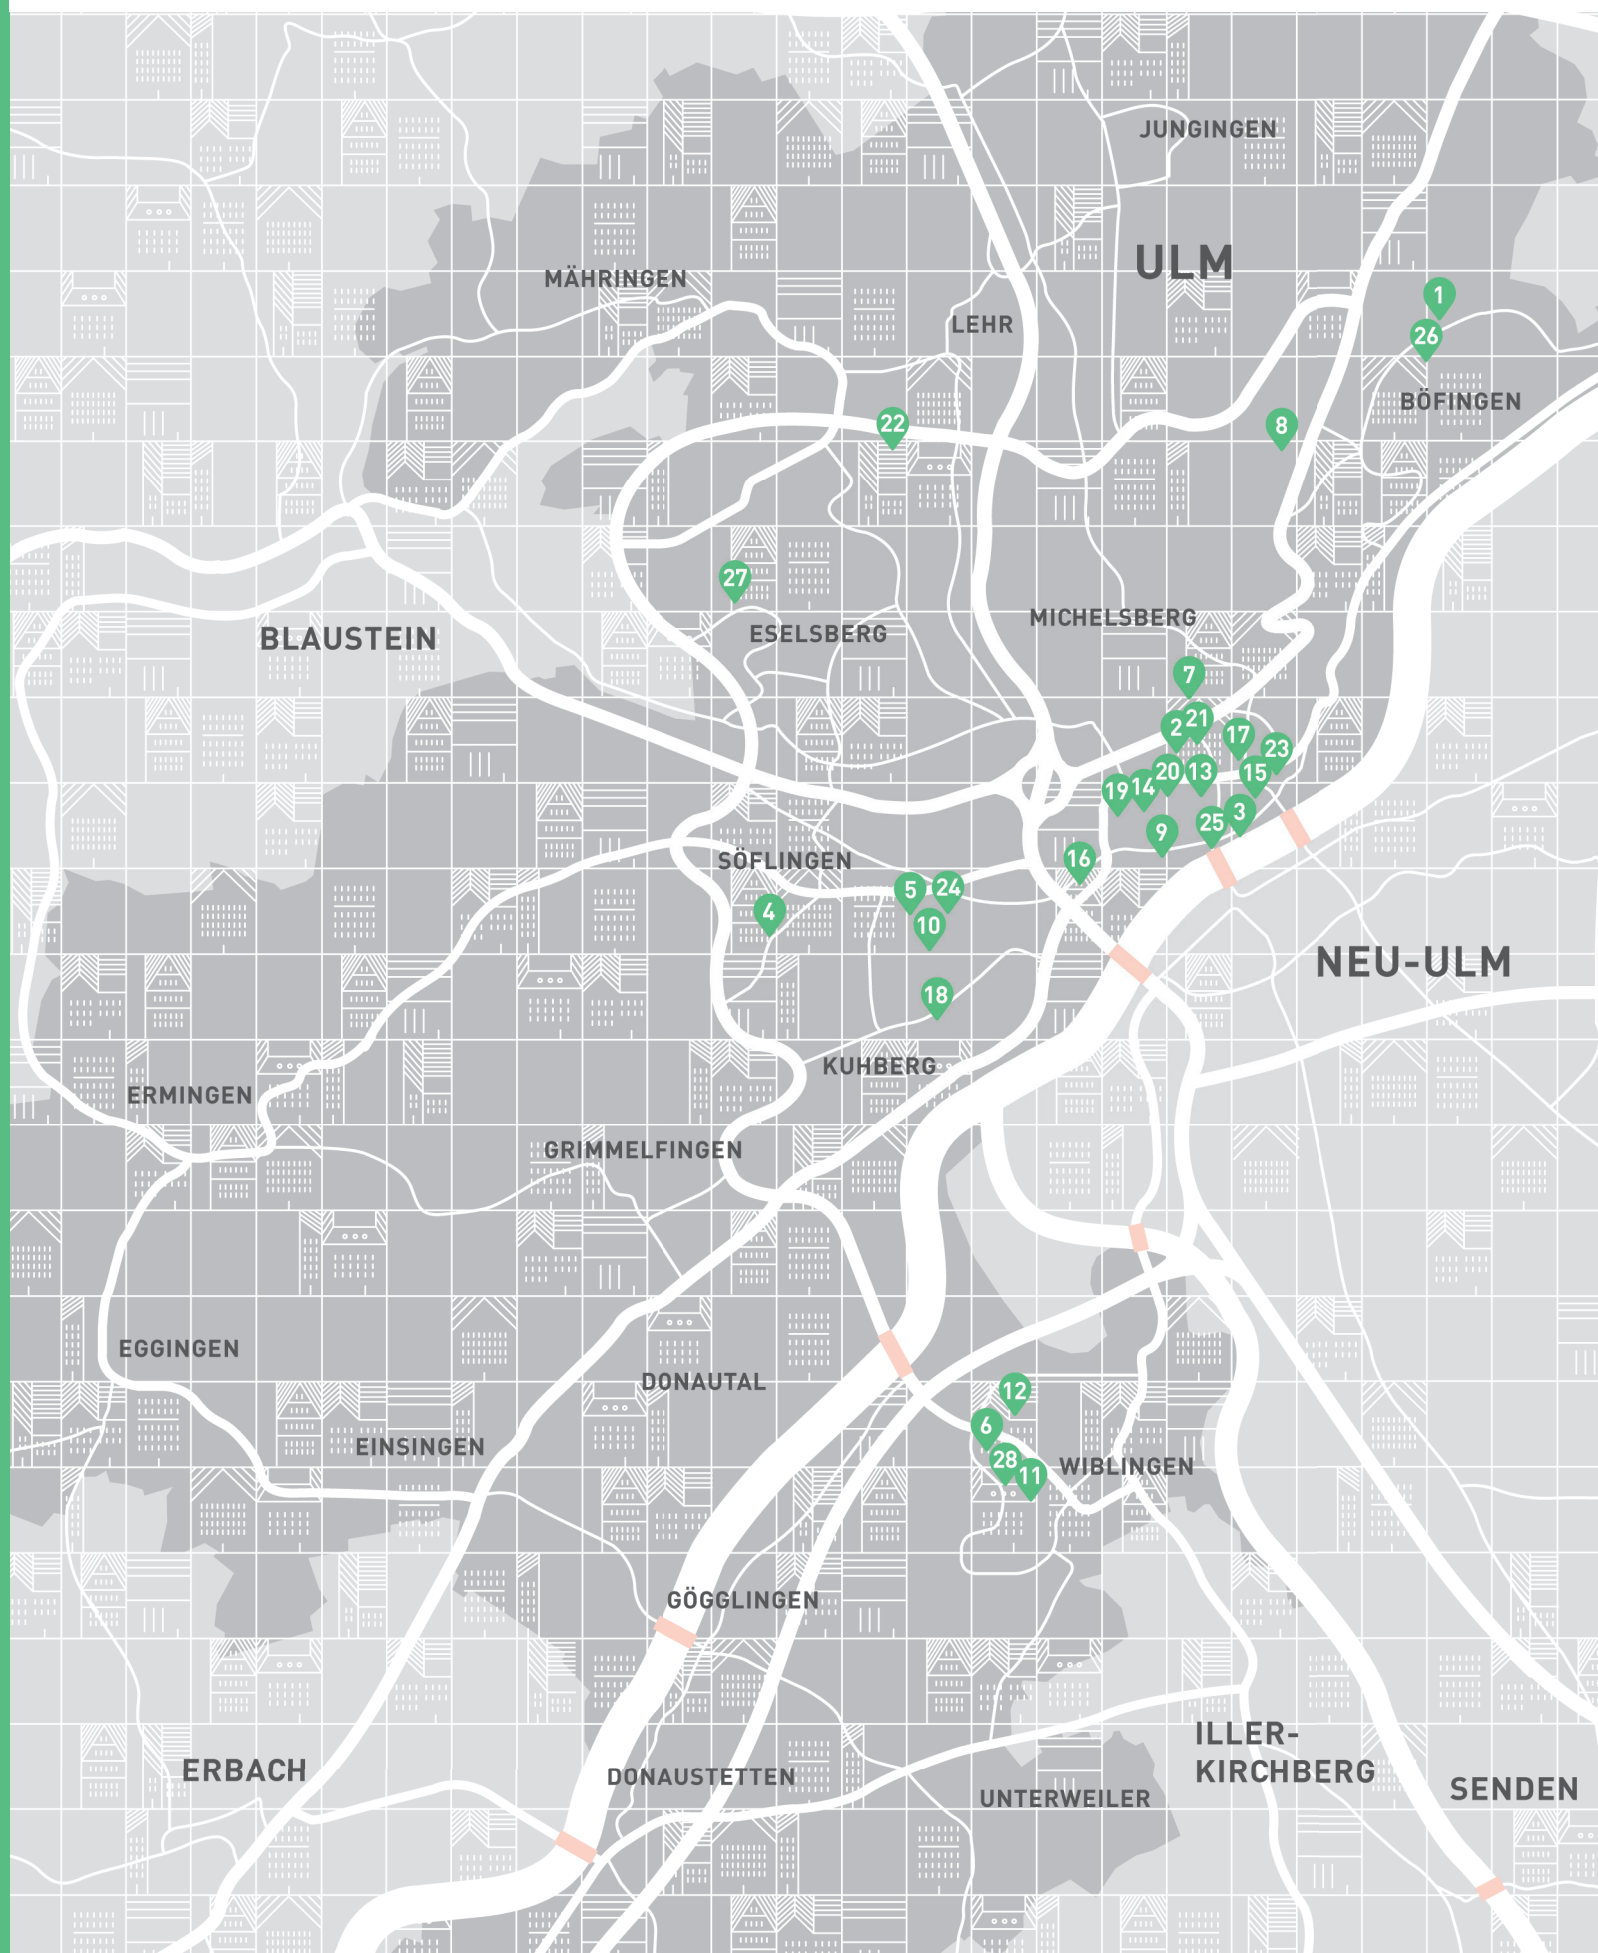 JUNGINGEN
ULM
MÄHRINGEN
1
LEHR
26
BÖFINGEN
22
8
27
MICHELSBERG
ESELSBERG
BLAUSTEIN
7
21
2
17
23
20
13
15
14
19
3
25
9
16
SÖFLINGEN
5
24
4
10
NEU-ULM
18
KUHBERG
ERMINGEN
GRIMMELFINGEN
EGGINGEN
DONAUTAL
12
6
EINSINGEN
28
WIBLINGEN
11
GÖGGLINGEN
ILLER-
KIRCHBERG
ERBACH
DONAUSTETTEN
SENDEN
UNTERWEILER